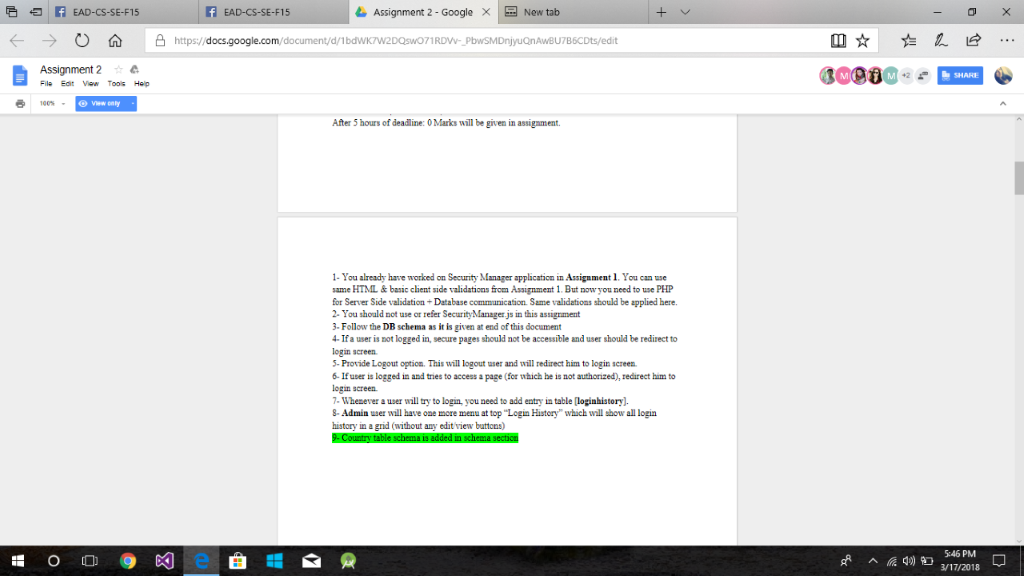 EAD-CS-SE-F15
EAD-CS-SE-F15
Assignment 2 - Google
New tab
https://docs.google.com/document/d/1bdWK7W2DQswO71RDVv-_PbwSMDnjyuQnAwBU7B6CDts/edit
Assignment 2
File Edit View Tools Help
M
M
+2
SHARE
100%
View only
After 5 hours of deadline: 0 Marks will be given in assignment.
1- You already have worked on Security Manager application in Assignment 1. You can use
same HTML & basic client side validations from Assignment 1. But now you need to use PHP
for Server Side validation + Database communication. Same validations should be applied here.
2- You should not use or refer SecurityManager.js in this assignment
3- Follow the DB schema as it is given at end of this document
4- If a user is not logged in, secure pages should not be accessible and user should be redirect to
login screen.
5- Provide Logout option. This will logout user and will redirect him to login screen.
6- If user is logged in and tries to access a page (for which he is not authorized), redirect him to
login screen.
7- Whenever a user will try to login, you need to add entry in table [loginhistory].
8- Admin user will have one more menu at top "Login History" which will show all login
history in a grid (without any edit/view buttons)
9- Country table schema is added in schema section
5:46 PM
3/17/2018